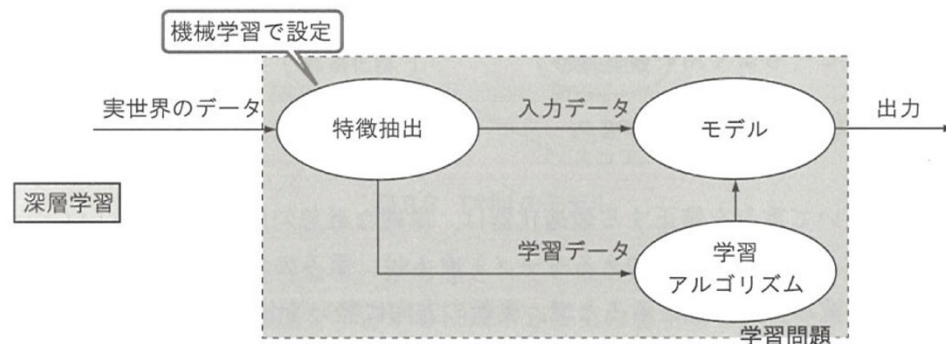 機械学習で設定
実世界のデータ
特徴抽出
入力データ
モデル
出力
深層学習
学習データ
学習
アルゴリズム
学習問題